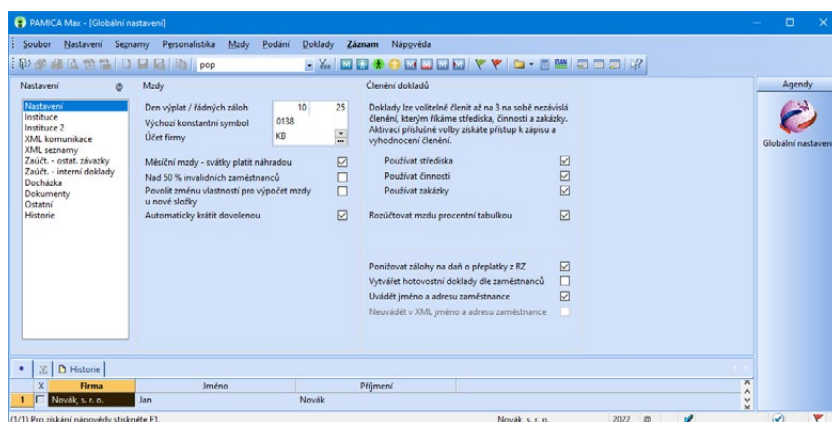 PAMICA Max - [Globální nastavení]
Soubor Nastavení Seznamy Personalistika Mzdy Podání Doklady Záznam Nápověda
pop
Nastavení @
Nastavení
Instituce
Instituce 2
XML komunikace
XML seznamy
Zaúčt. - ostat. závazky
Zaúčt. - interní doklady
Docházka
Dokumenty
Ostatní
Historie
Mzdy
Den výplat / řádných záloh 10 25
Výchozí konstantní symbol 0138
Účet firmy KB
Měsíční mzdy - svátky platit náhradou
Nad 50 % invalidních zaměstnanců
Povolit změnu vlastností pro výpočet mzdy
u nové složky
Automaticky krátit dovolenou
Členění dokladů
Doklady lze volitelně členit až na 3 na sobě nezávislá
členění, kterým říkáme střediska, činnosti a zakázky.
Aktivací příslušné volby získáte přístup k zápisu a
vyhodnocení členění.
Používat střediska
Používat činnosti
Používat zakázky
Rozúčtovat mzdu procentní tabulkou
Ponižovat zálohy na daň o přeplatky z RZ
Vytvářet hotovostní doklady dle zaměstnanců
Uvádět jméno a adresu zaměstnance
Neuvádět v XML jméno a adresu zaměstnance
Agendy
Globální nastaven
Historie
X Firma Jméno Příjmení
1 Novák, s. r. o. Jan Novák
(1/1) Pro získání nápovědy stiskněte F1. Novák, s. r. o. 2022 @